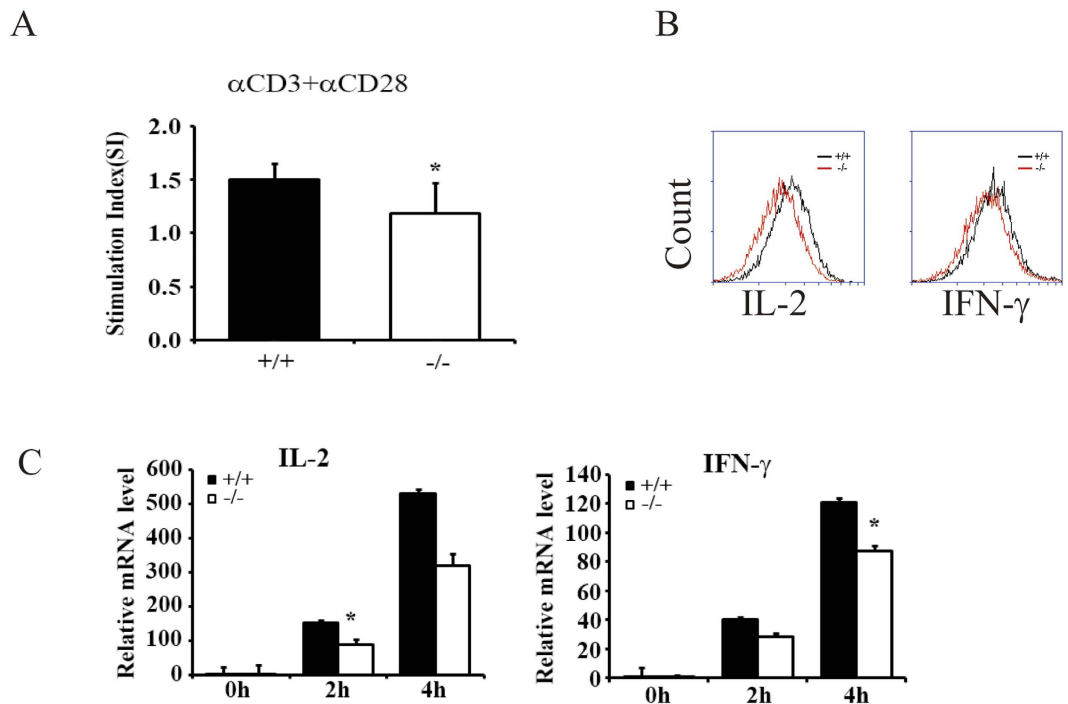 A
αCD3+αCD28
Stimulation Index(SI)
2.0
1.5
1.0
0.5
0.0
+/+
-/-
*
B
Count
+/+
-/-
IL-2
+/+
-/-
IFN-γ
C
IL-2
Relative mRNA level
600
500
400
300
200
100
0
+/+
-/-
*
0h
2h
4h
IFN-γ
Relative mRNA level
140
120
100
80
60
40
20
0
+/+
-/-
*
0h
2h
4h